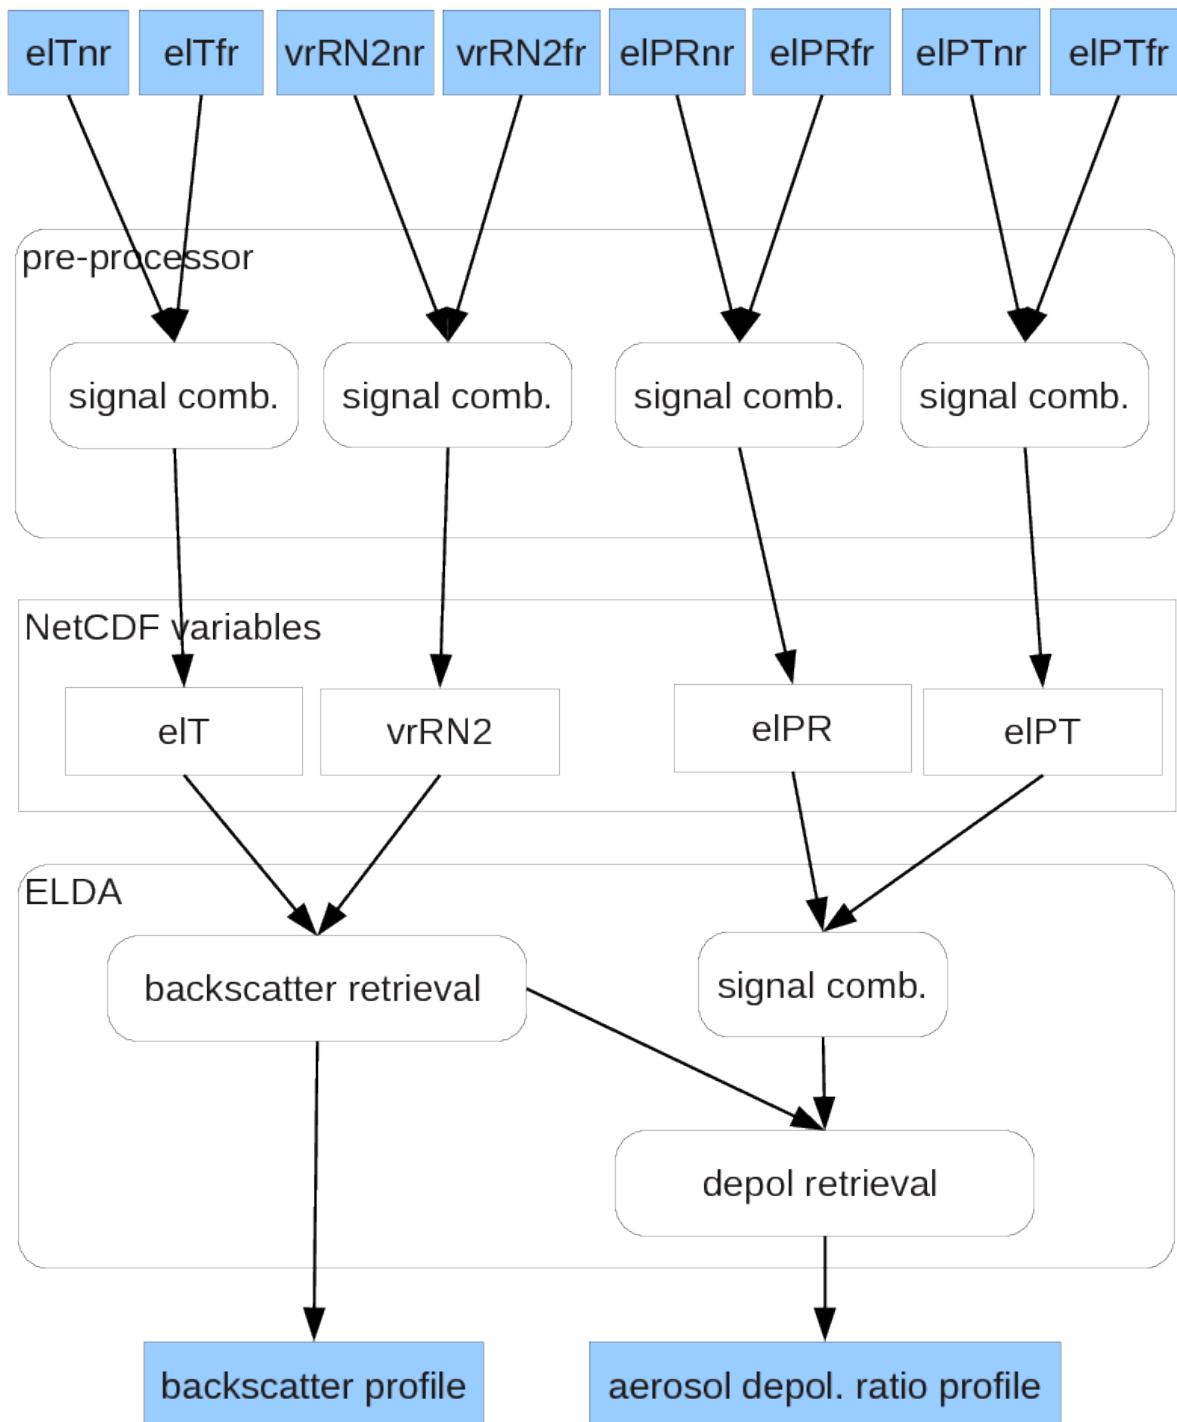 elTnr elTfr vrRN2nr vrRN2fr elPRnr elPRfr elPTnr elPTfr
pre-processor
signal comb. signal comb. signal comb. signal comb.
NetCDF variables
elT vrRN2 elPR elPT
ELDA
backscatter retrieval signal comb.
depol retrieval
backscatter profile aerosol depol. ratio profile